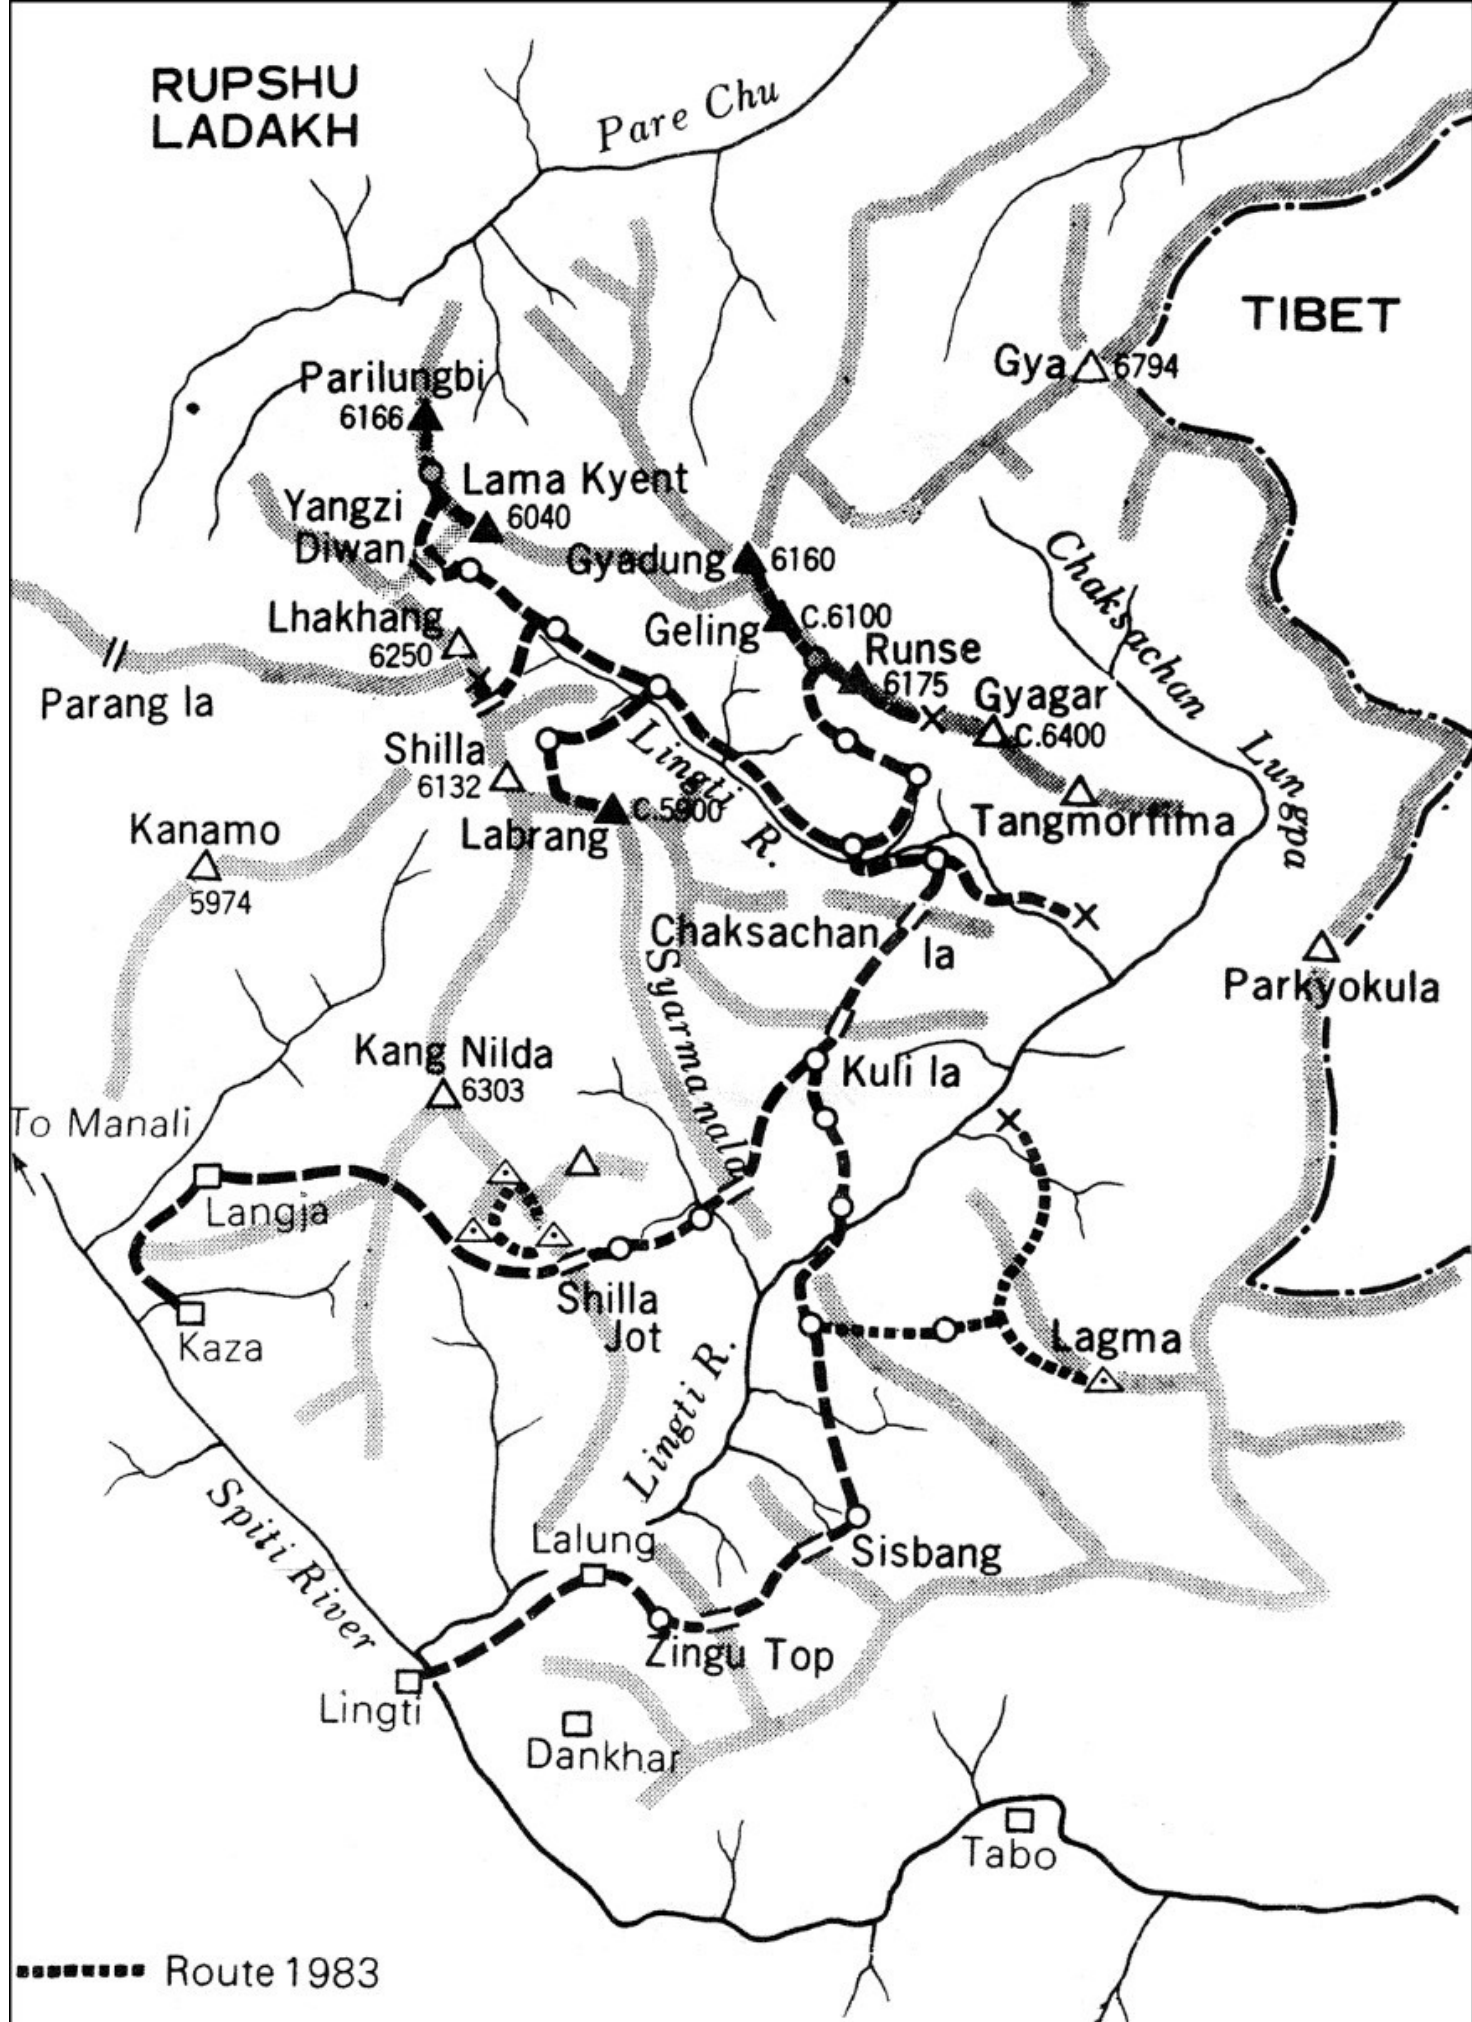 RUPSHU
LADAKH
Pare Chu
TIBET
Gya
6794
Parilungbi
6166
Lama Kyent
6040
Yangzi
Diwan
Gyadung
6160
Chaksachan
Lungpa
Lhakhang
6250
Geling
C.6100
Runse
6175
Parang la
Gyagar
C.6400
Shilla
6132
Lingti
R.
Kanamo
5974
Labrang
C.5900
Tangmorfima
Chaksachan
la
Syarmanala
Parkyokula
Kang Nilda
6303
Kuli la
To Manali
Langja
Kaza
Shilla
Jot
Lagma
Lingti R.
Spiti River
Lalung
Sisbang
Zingu Top
Lingti
Dankhar
Tabo
Route 1983